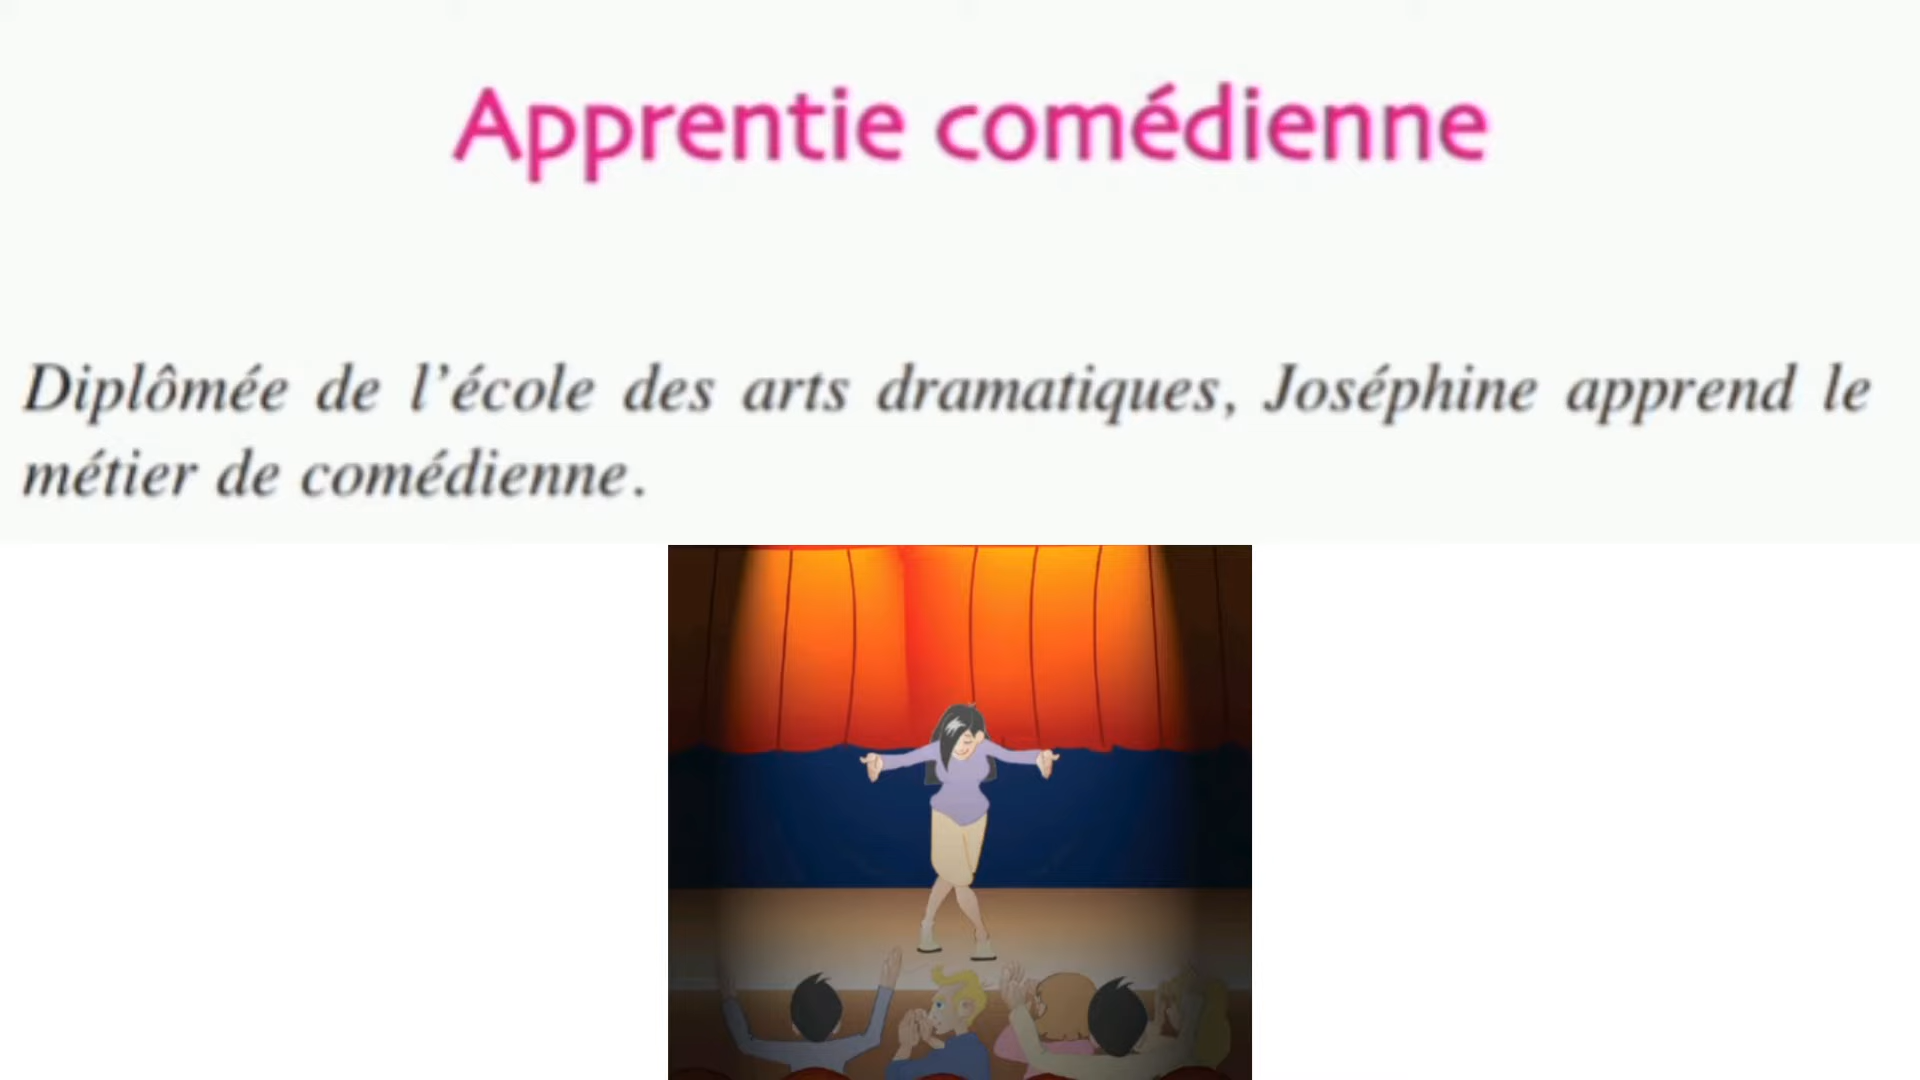 Apprentie comédienne
Diplômée de l'école des arts dramatiques, Joséphine apprend le
métier de comédienne.